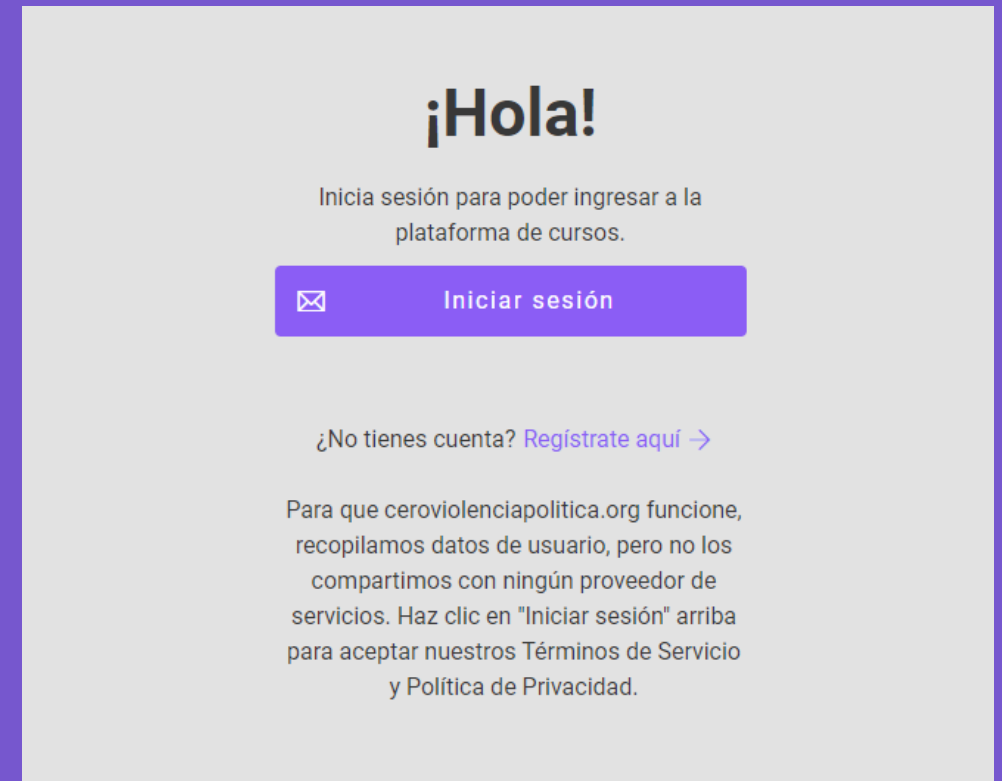 ¡Hola!
Inicia sesión para poder ingresar a la
plataforma de cursos.
Iniciar sesión
¿No tienes cuenta? Regístrate aquí →
Para que ceroviolenciapolitica.org funcione,
recopilamos datos de usuario, pero no los
compartimos con ningún proveedor de
servicios. Haz clic en "Iniciar sesión" arriba
para aceptar nuestros Términos de Servicio
y Política de Privacidad.